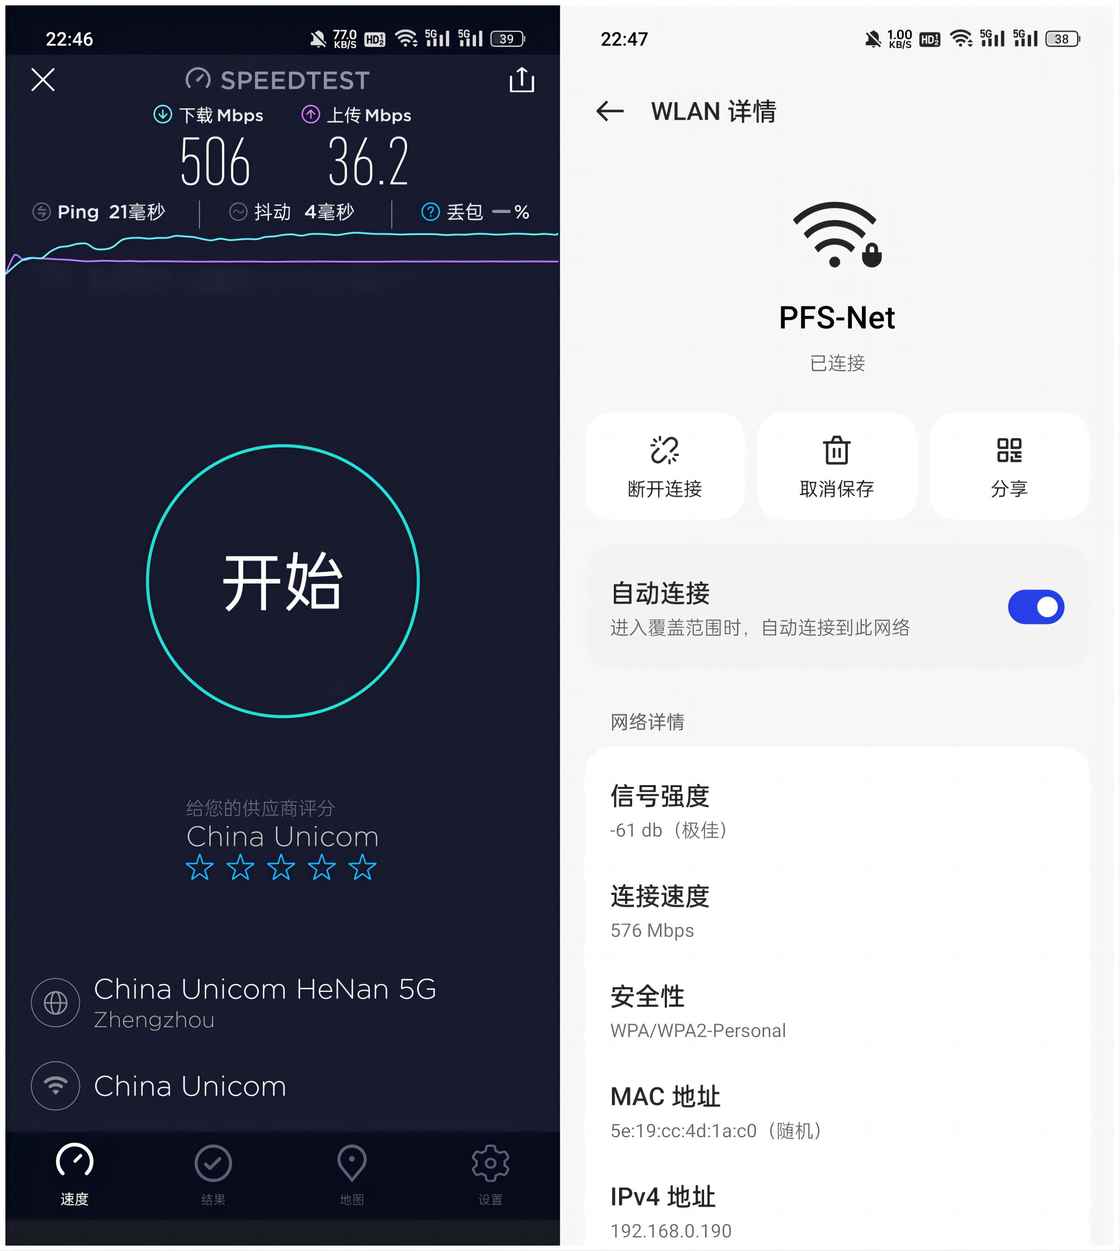 22:46
77.0 KB/S HD 5G 5G 39
SPEEDTEST
下载 Mbps 上传 Mbps
506 36.2
Ping 21毫秒 抖动 4毫秒 丢包 — %
开始
给您的供应商评分
China Unicom
China Unicom HeNan 5G
Zhengzhou
China Unicom
速度 结果 地图 设置
22:47
1.00 KB/S HD 5G 5G 38
WLAN 详情
PFS-Net
已连接
断开连接 取消保存 分享
自动连接
进入覆盖范围时，自动连接到此网络
网络详情
信号强度
-61 db（极佳）
连接速度
576 Mbps
安全性
WPA/WPA2-Personal
MAC 地址
5e:19:cc:4d:1a:c0（随机）
IPv4 地址
192.168.0.190